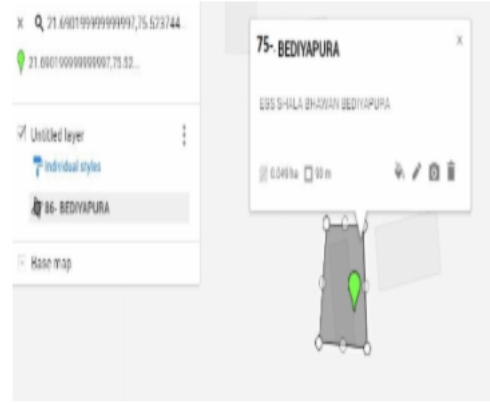 × 21.690199999999997,75.523744...
21.690199999999997,75.52...
Untitled layer
Individual styles
86- BEDIYAPURA
Base map
75-. BEDIYAPURA ×
EGS SHALA BHAWAN BEDIYAPURA
0.049 ha 90 m